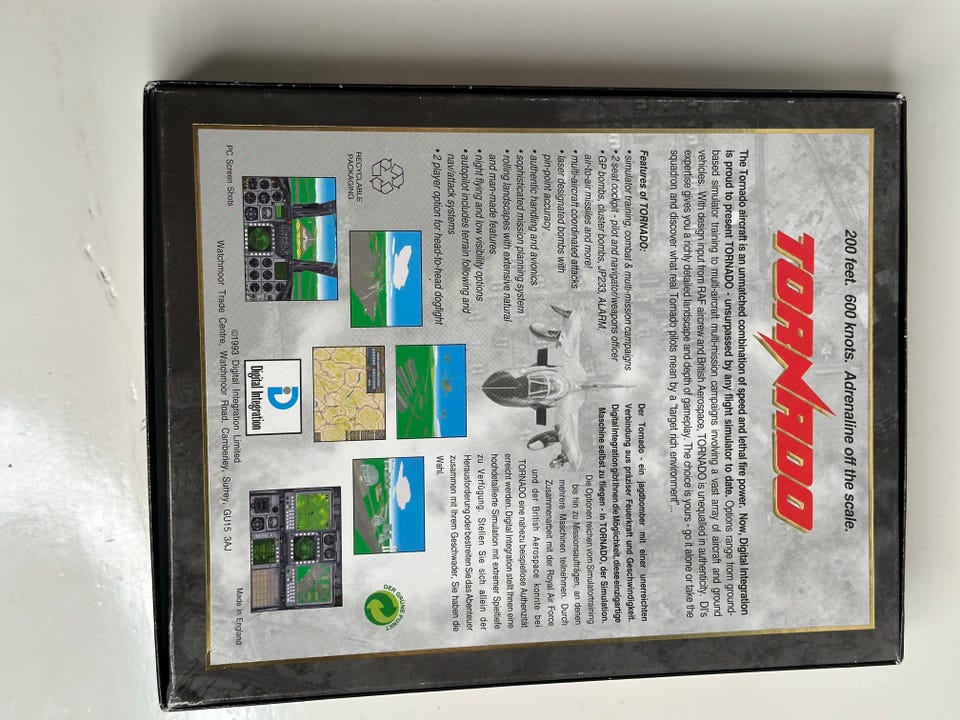 200 feet. 600 knots. Adrenaline off the scale.
TORNADO
The Tornado aircraft is an unmatched combination of speed and lethal fire power. Now, Digital Integration
is proud to present TORNADO - unsurpassed by any flight simulator to date. Options range from ground-
based simulator training to multi-aircraft multi-mission campaigns involving a vast array of aircraft and ground
vehicles. With design input from RAF aircrew and British Aerospace, TORNADO is unequalled in authenticity. DI's
expertise gives you a richly detailed landscape and depth of gameplay. The choice is yours - go it alone or take the
squadron and discover what real Tornado pilots mean by a "target rich environment"...
Features of TORNADO:
• simulator training, combat & multi-mission campaigns
• 2 seat cockpit - pilot and navigator/weapons officer
• GP bombs, cluster bombs, JP233, ALARM,
air-to-air missiles and more!
• multi-aircraft coordinated attacks
• laser designated bombs with
pin-point accuracy
• authentic handling and avionics
• sophisticated mission planning system
• rolling landscapes with extensive natural
and man-made features
• night flying and low visibility options
• autopilot includes terrain following and
nav/attack systems
• 2 player option for head-to-head dogfight
Der Tornado - ein jagdbomber mit einer unerreichten
Verbindung aus präziser Feuerkraft und Geschwindigkeit.
Digital Integration gibt Ihnen die Möglichkeit, diese einzigartige
Maschine selbst zu fliegen - in TORNADO, der Simulation.
Die Optionen reichen vom Simulatortraining
bis hin zu Missionsaufträgen, an denen
mehrere Maschinen teilnehmen. Durch
Zusammenarbeit mit der Royal Air Force
und der British Aerospace konnte bei
TORNADO eine nahezu beispiellose Authenzität
erreicht werden. Digital Integration stellt Ihnen eine
hochdetaillierte Simulation mit extremer Spieltiefe
zu Verfügung. Stellen Sie sich allein der
Herausforderung oder bestreiten Sie das Abenteuer
zusammen mit Ihrem Geschwader, Sie haben die
Wahl.
RECYCLABLE
PACKAGING
DER GRÜNE PUNKT
Digital Integration
PC Screen Shots
©1993 Digital Integration Limited
Watchmoor Trade Centre, Watchmoor Road, Camberley, Surrey, GU15 3AJ
Made in England